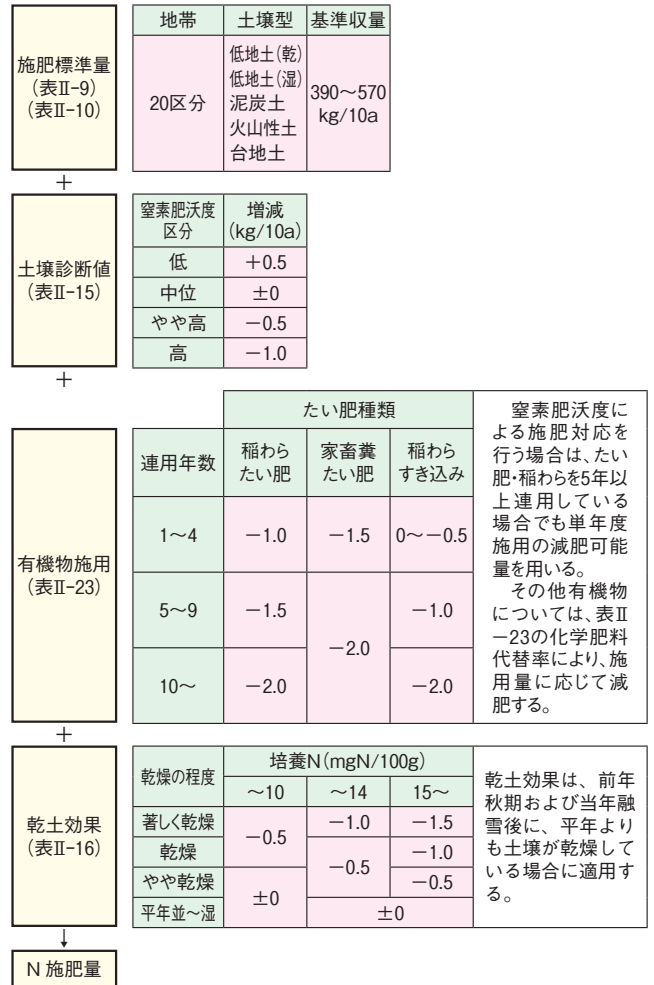 施肥標準量
(表Ⅱ-9)
(表Ⅱ-10)
地帯 土壌型 基準収量
20区分
低地土(乾)
低地土(湿)
泥炭土
火山性土
台地土
390〜570
kg/10a
+
土壌診断値
(表Ⅱ-15)
窒素肥沃度
区分
増減
(kg/10a)
低 +0.5
中位 ±0
やや高 −0.5
高 −1.0
+
有機物施用
(表Ⅱ-23)
連用年数
たい肥種類
稲わら
たい肥
家畜糞
たい肥
稲わら
すき込み
1〜4 −1.0 −1.5 0〜−0.5
5〜9 −1.5 −2.0 −1.0
10〜 −2.0 −2.0
窒素肥沃度に
よる施肥対応を
行う場合は、たい
肥・稲わらを5年以
上連用している
場合でも単年度
施用の減肥可能
量を用いる。
その他有機物
については、表Ⅱ
−23の化学肥料
代替率により、施
用量に応じて減
肥する。
+
乾土効果
(表Ⅱ-16)
乾燥の程度
培養N(mgN/100g)
〜10 〜14 15〜
著しく乾燥 −0.5 −1.0 −1.5
乾燥 −0.5 −1.0
やや乾燥 ±0 −0.5
平年並〜湿 ±0
乾土効果は、前年
秋期および当年融
雪後に、平年より
も土壌が乾燥して
いる場合に適用す
る。
↓
N 施肥量